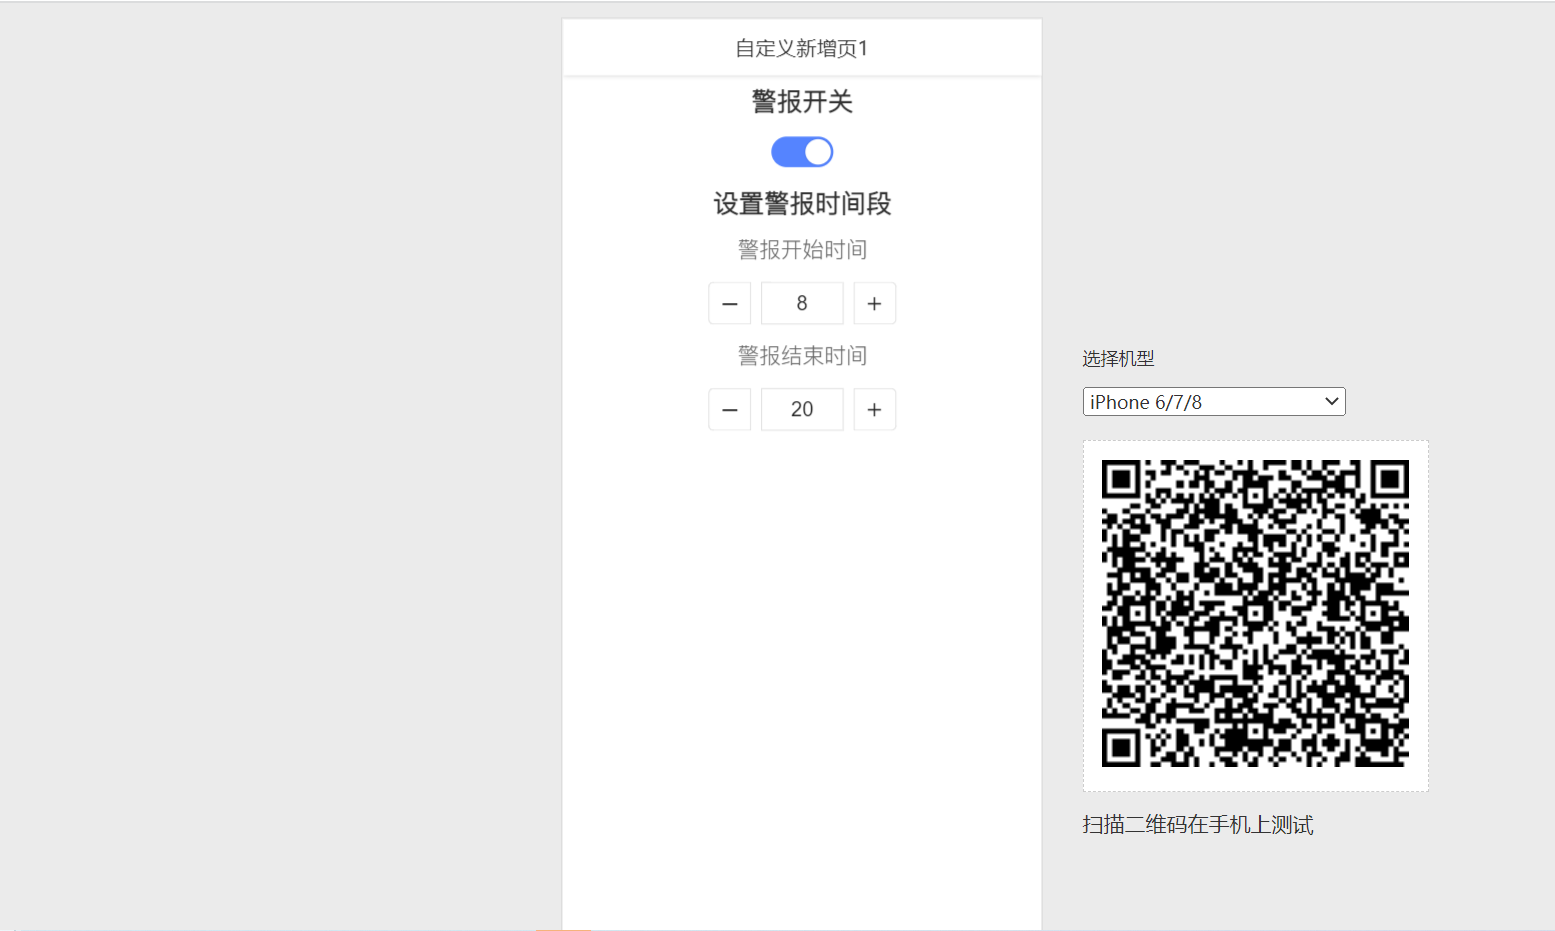 自定义新增页1
警报开关
设置警报时间段
警报开始时间
8
警报结束时间
20
选择机型
iPhone 6/7/8
扫描二维码在手机上测试